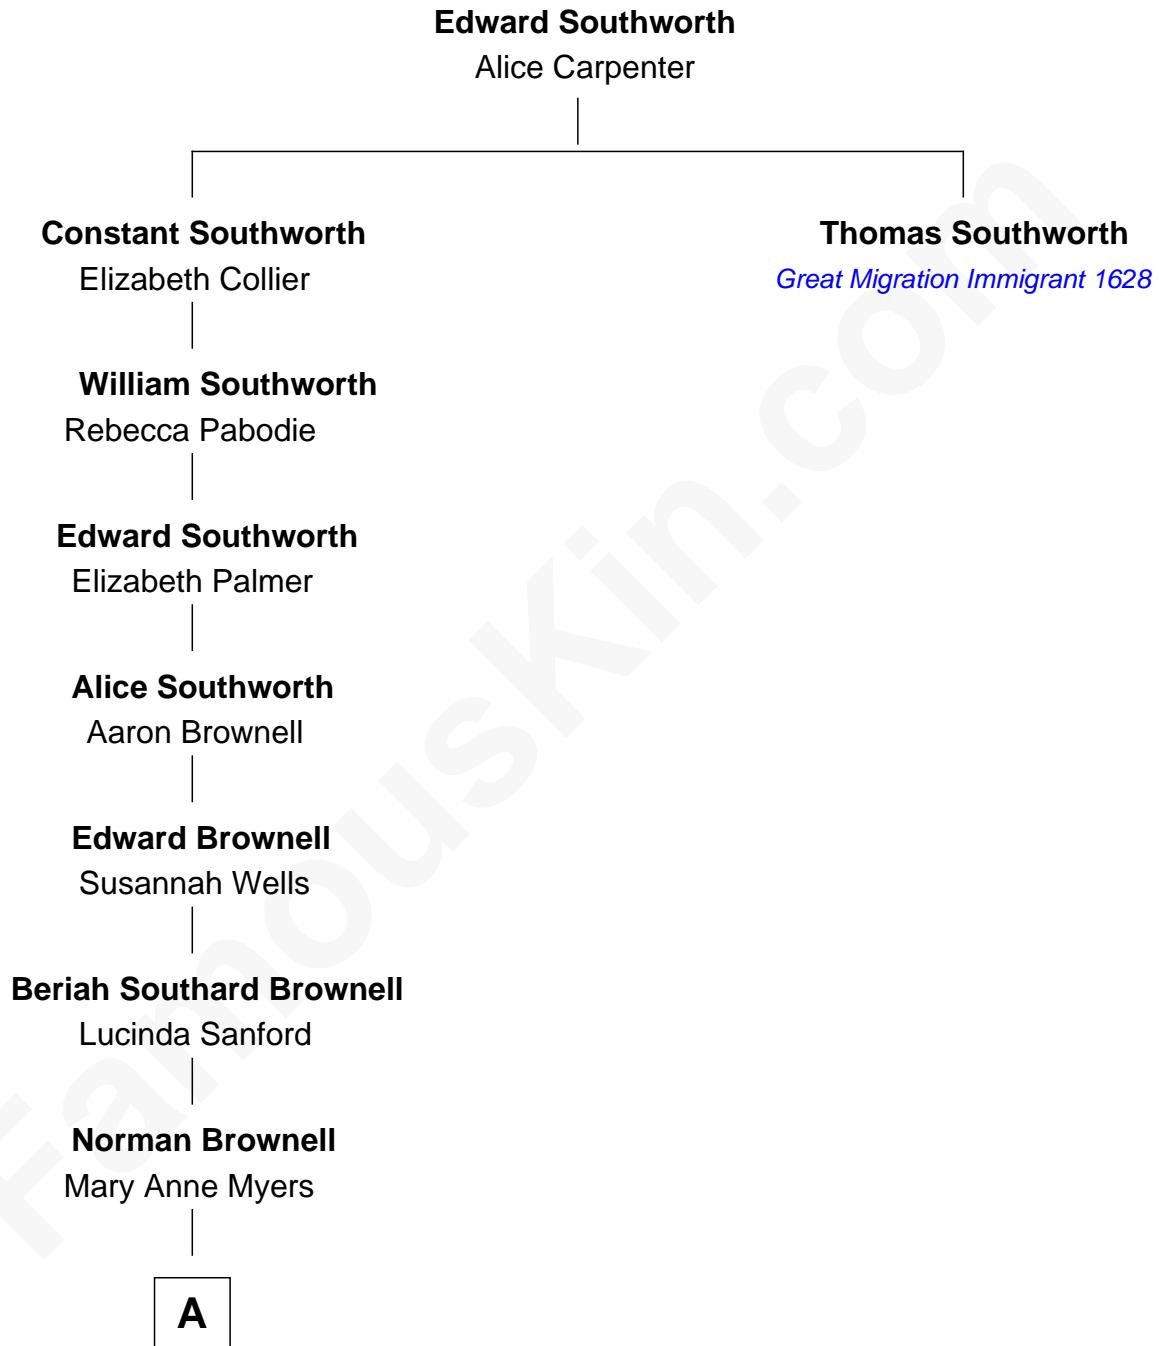 Edward Southworth
Alice Carpenter
Constant Southworth
Elizabeth Collier
Thomas Southworth
Great Migration Immigrant 1628
William Southworth
Rebecca Pabodie
Edward Southworth
Elizabeth Palmer
Alice Southworth
Aaron Brownell
Edward Brownell
Susannah Wells
Beriah Southard Brownell
Lucinda Sanford
Norman Brownell
Mary Anne Myers
A
FamousKin.com